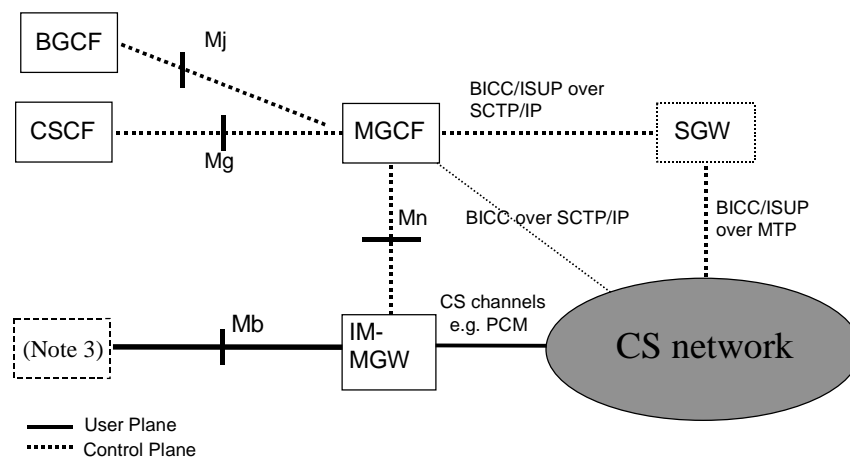 BGCF
Mj
BICC/ISUP over
SCTP/IP
CSCF
Mg
MGCF
SGW
Mn
BICC over SCTP/IP
BICC/ISUP
over MTP
(Note 3)
Mb
IM-
MGW
CS channels
e.g. PCM
CS network
User Plane
Control Plane